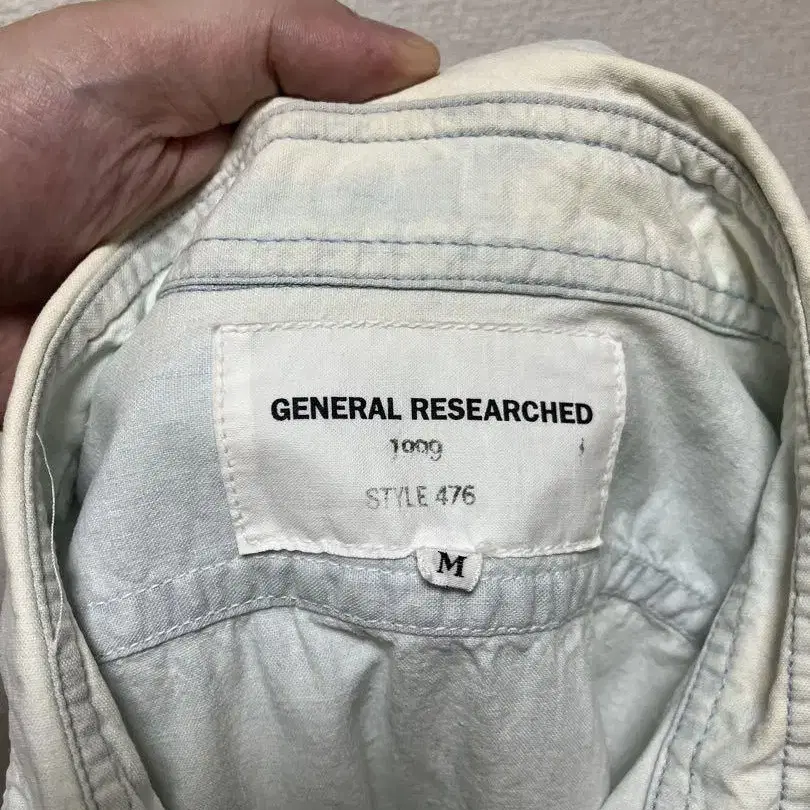 GENERAL RESEARCHED
1999
STYLE 476
M